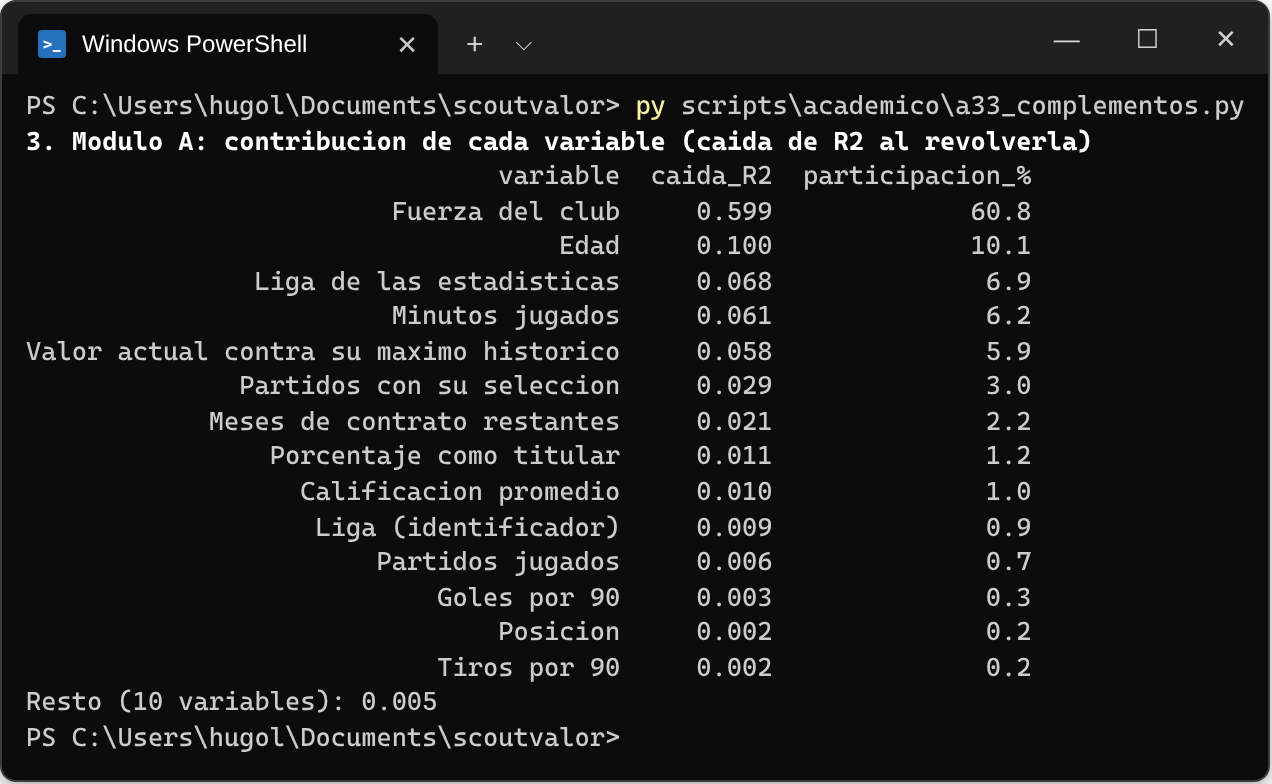 >_ Windows PowerShell
PS C:\Users\hugol\Documents\scoutvalor> py scripts\academico\a33_complementos.py
3. Modulo A: contribucion de cada variable (caida de R2 al revolverla)
variable caida_R2 participacion_%
Fuerza del club 0.599 60.8
Edad 0.100 10.1
Liga de las estadisticas 0.068 6.9
Minutos jugados 0.061 6.2
Valor actual contra su maximo historico 0.058 5.9
Partidos con su seleccion 0.029 3.0
Meses de contrato restantes 0.021 2.2
Porcentaje como titular 0.011 1.2
Calificacion promedio 0.010 1.0
Liga (identificador) 0.009 0.9
Partidos jugados 0.006 0.7
Goles por 90 0.003 0.3
Posicion 0.002 0.2
Tiros por 90 0.002 0.2
Resto (10 variables): 0.005
PS C:\Users\hugol\Documents\scoutvalor>